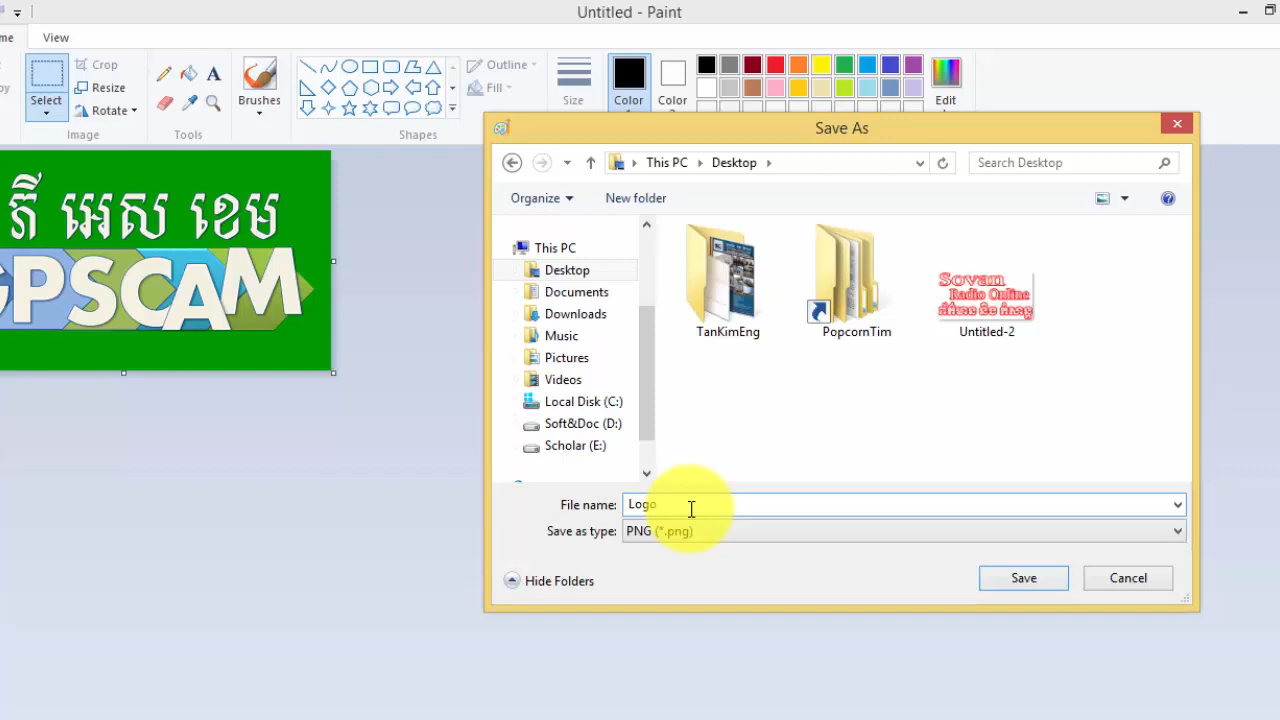 Untitled - Paint
View
Select
Crop
Resize
Rotate
Image
Tools
Brushes
Shapes
Outline
Fill
Size
Color
Color
Edit
ភី អេស ខេម
GPSCAM
Save As
This PC
Desktop
Search Desktop
Organize
New folder
This PC
Desktop
Documents
Downloads
Music
Pictures
Videos
Local Disk (C:)
Soft&Doc (D:)
Scholar (E:)
TanKimEng
PopcornTim
Sovan
Radio Online
Untitled-2
File name: Logo
Save as type: PNG (*.png)
Hide Folders
Save
Cancel